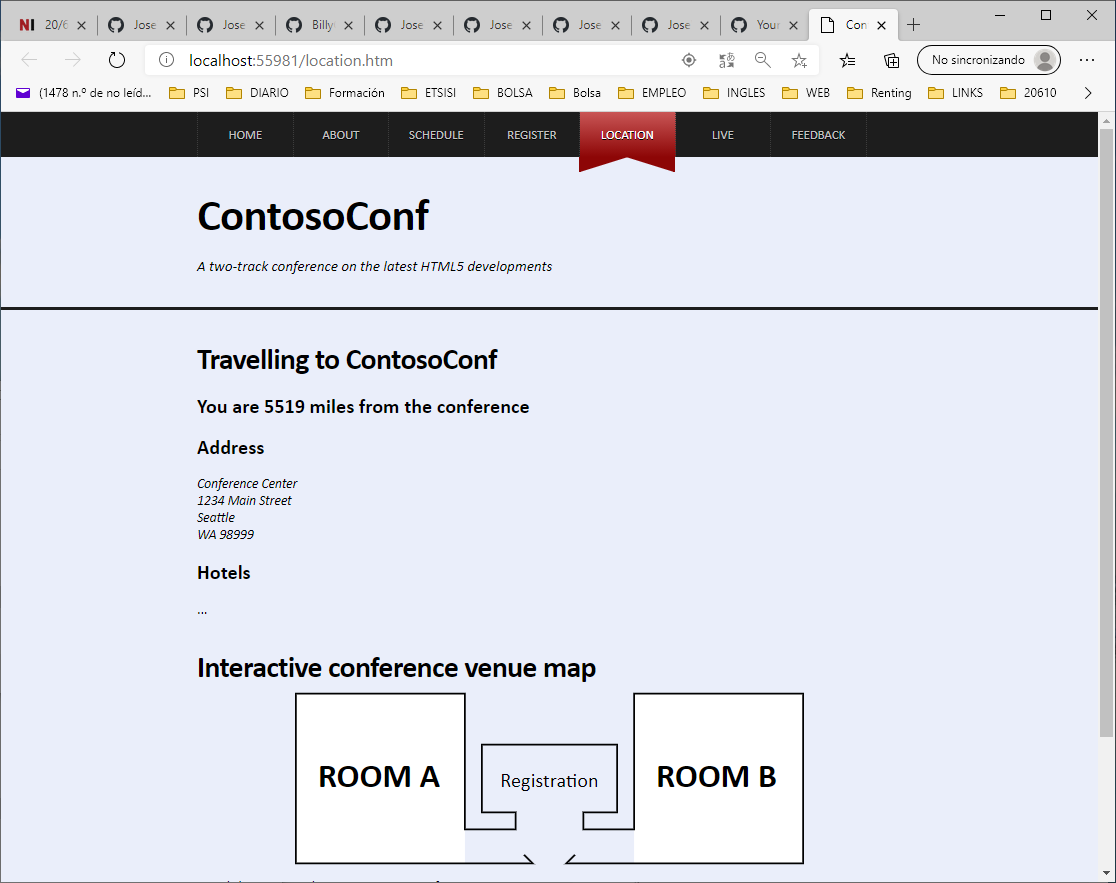 NI 20/6 Jose Jose Billy Jose Jose Jose Jose Your Con
localhost:55981/location.htm No sincronizando
(1478 n.º de no leíd... PSI DIARIO Formación ETSISI BOLSA Bolsa EMPLEO INGLES WEB Renting LINKS 20610
HOME ABOUT SCHEDULE REGISTER LOCATION LIVE FEEDBACK
ContosoConf
A two-track conference on the latest HTML5 developments
Travelling to ContosoConf
You are 5519 miles from the conference
Address
Conference Center
1234 Main Street
Seattle
WA 98999
Hotels
...
Interactive conference venue map
ROOM A Registration ROOM B